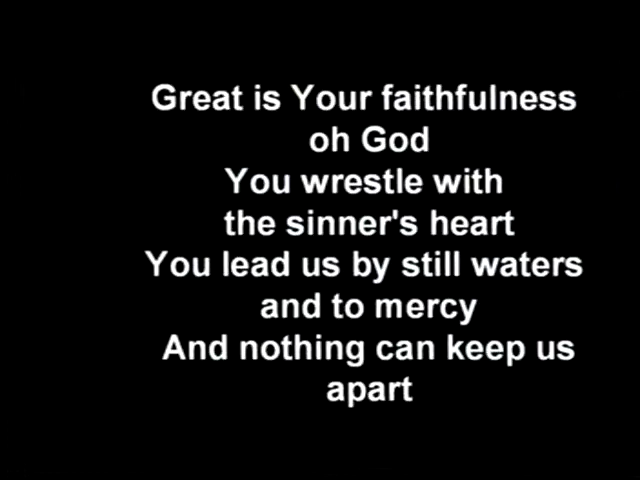 Great is Your faithfulness
oh God
You wrestle with
the sinner's heart
You lead us by still waters
and to mercy
And nothing can keep us
apart